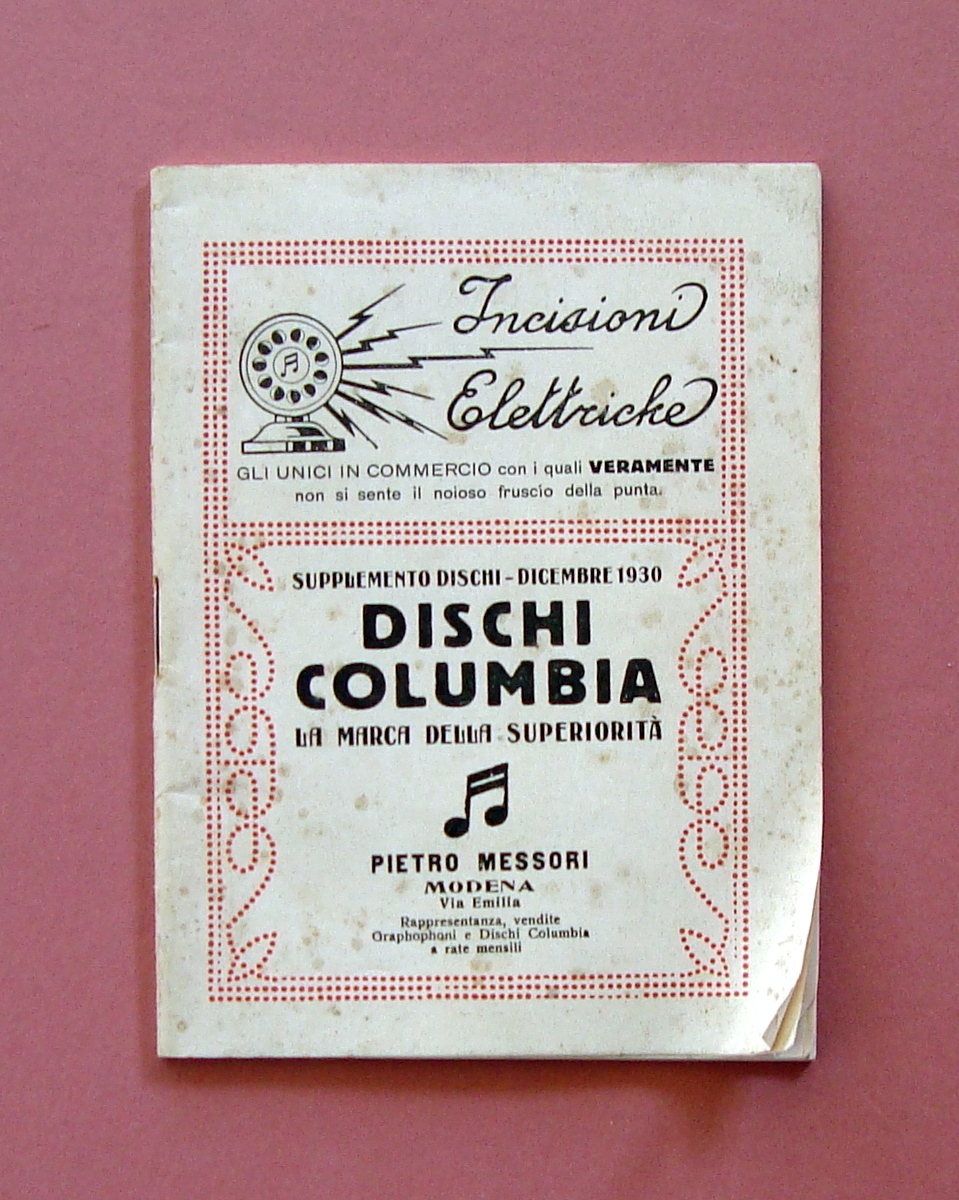 Incisioni
Elettriche
GLI UNICI IN COMMERCIO con i quali VERAMENTE
non si sente il noioso fruscio della punta.
SUPPLEMENTO DISCHI - DICEMBRE 1930
DISCHI
COLUMBIA
LA MARCA DELLA SUPERIORITÀ
PIETRO MESSORI
MODENA
Via Emilia
Rappresentanza, vendite
Graphophoni e Dischi Columbia
a rate mensili